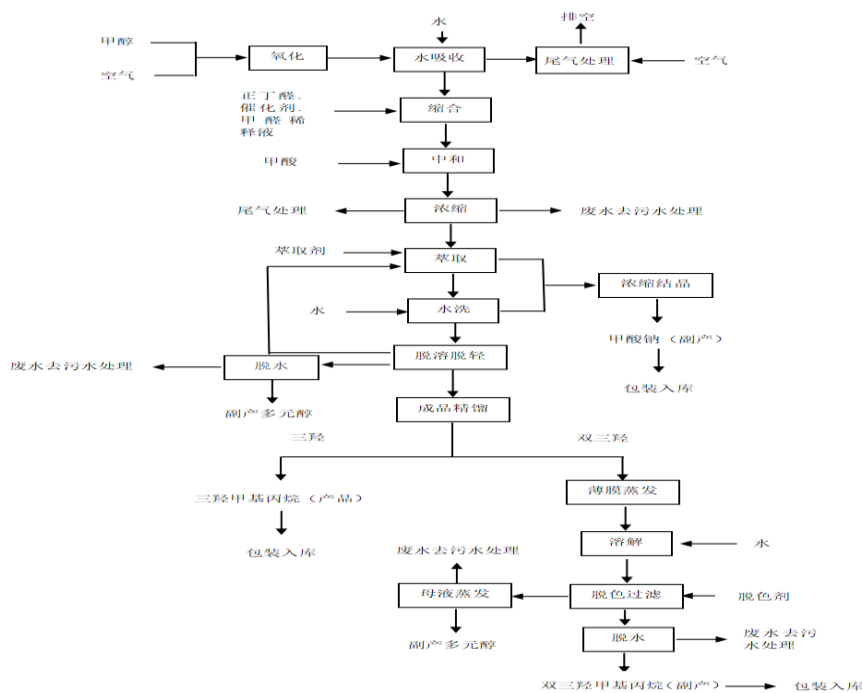 水
排空
甲醇
氧化
水吸收
尾气处理
空气
空气
正丁醛、
催化剂、
甲醛稀
释液
缩合
甲酸
中和
尾气处理
浓缩
废水去污水处理
萃取剂
萃取
浓缩结晶
水
水洗
甲酸钠（副产）
废水去污水处理
脱水
脱溶脱轻
包装入库
副产多元醇
成品精馏
三羟
双三羟
三羟甲基丙烷（产品）
薄膜蒸发
包装入库
溶解
水
废水去污水处理
母液蒸发
脱色过滤
脱色剂
副产多元醇
脱水
废水去污
水处理
双三羟甲基丙烷(副产)
包装入库